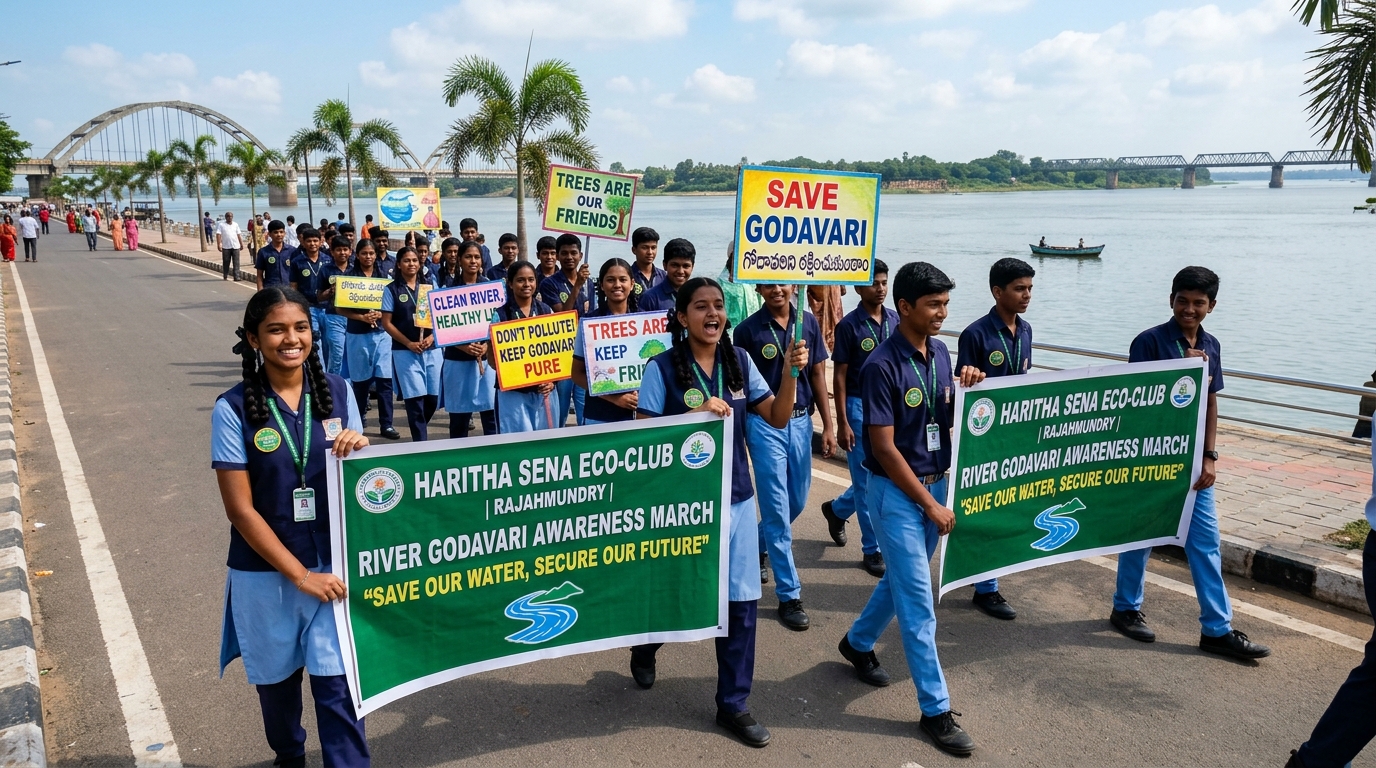 TREES ARE
OUR
FRIENDS
SAVE
GODAVARI
CLEAN RIVER,
HEALTHY
DON'T POLLUTE!
KEEP GODAVARI
PURE
TREES ARE
KEEP
HARITHA SENA ECO-CLUB
| RAJAHMUNDRY |
RIVER GODAVARI AWARENESS MARCH
"SAVE OUR WATER, SECURE OUR FUTURE"
HARITHA SENA ECO-CLUB
| RAJAHMUNDRY |
RIVER GODAVARI AWARENESS MARCH
"SAVE OUR WATER, SECURE OUR FUTURE"